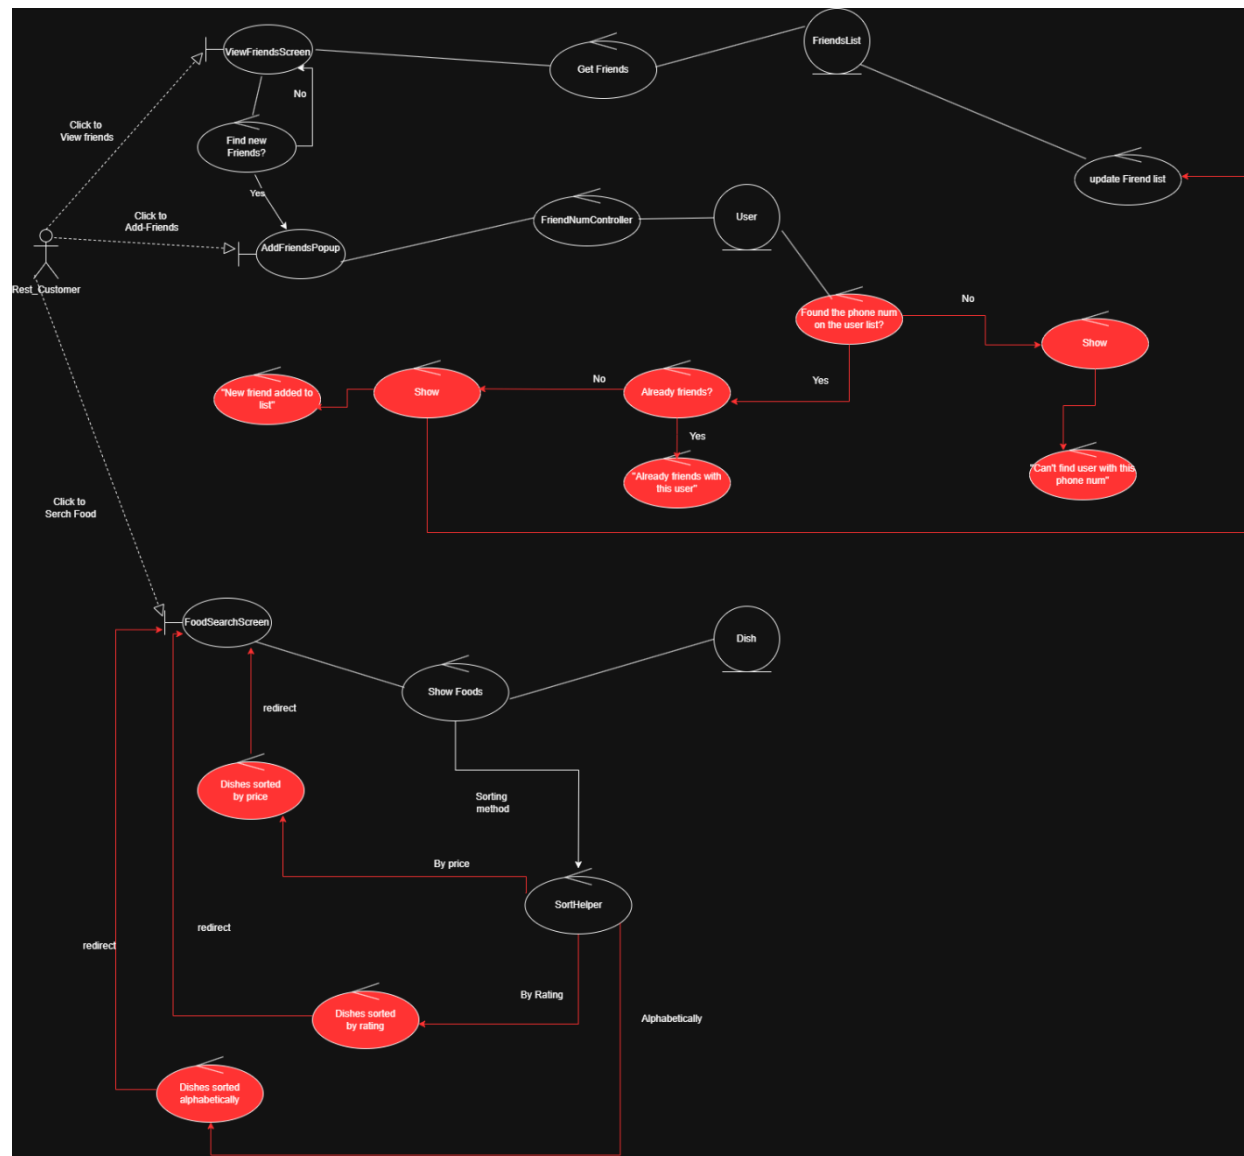 ViewFriendsScreen
Get Friends
FriendsList
No
Click to
View friends
Find new
Friends?
update Firend list
Yes
Click to
Add-Friends
AddFriendsPopup
FriendNumController
User
Rest_Customer
Found the phone num
on the user list?
No
Show
Yes
"New friend added to
list"
Show
No
Already friends?
Yes
"Already friends with
this user"
"Can't find user with this
phone num"
Click to
Serch Food
FoodSearchScreen
Show Foods
Dish
redirect
Dishes sorted
by price
Sorting
method
By price
SortHelper
redirect
redirect
By Rating
Dishes sorted
by rating
Alphabetically
Dishes sorted
alphabetically